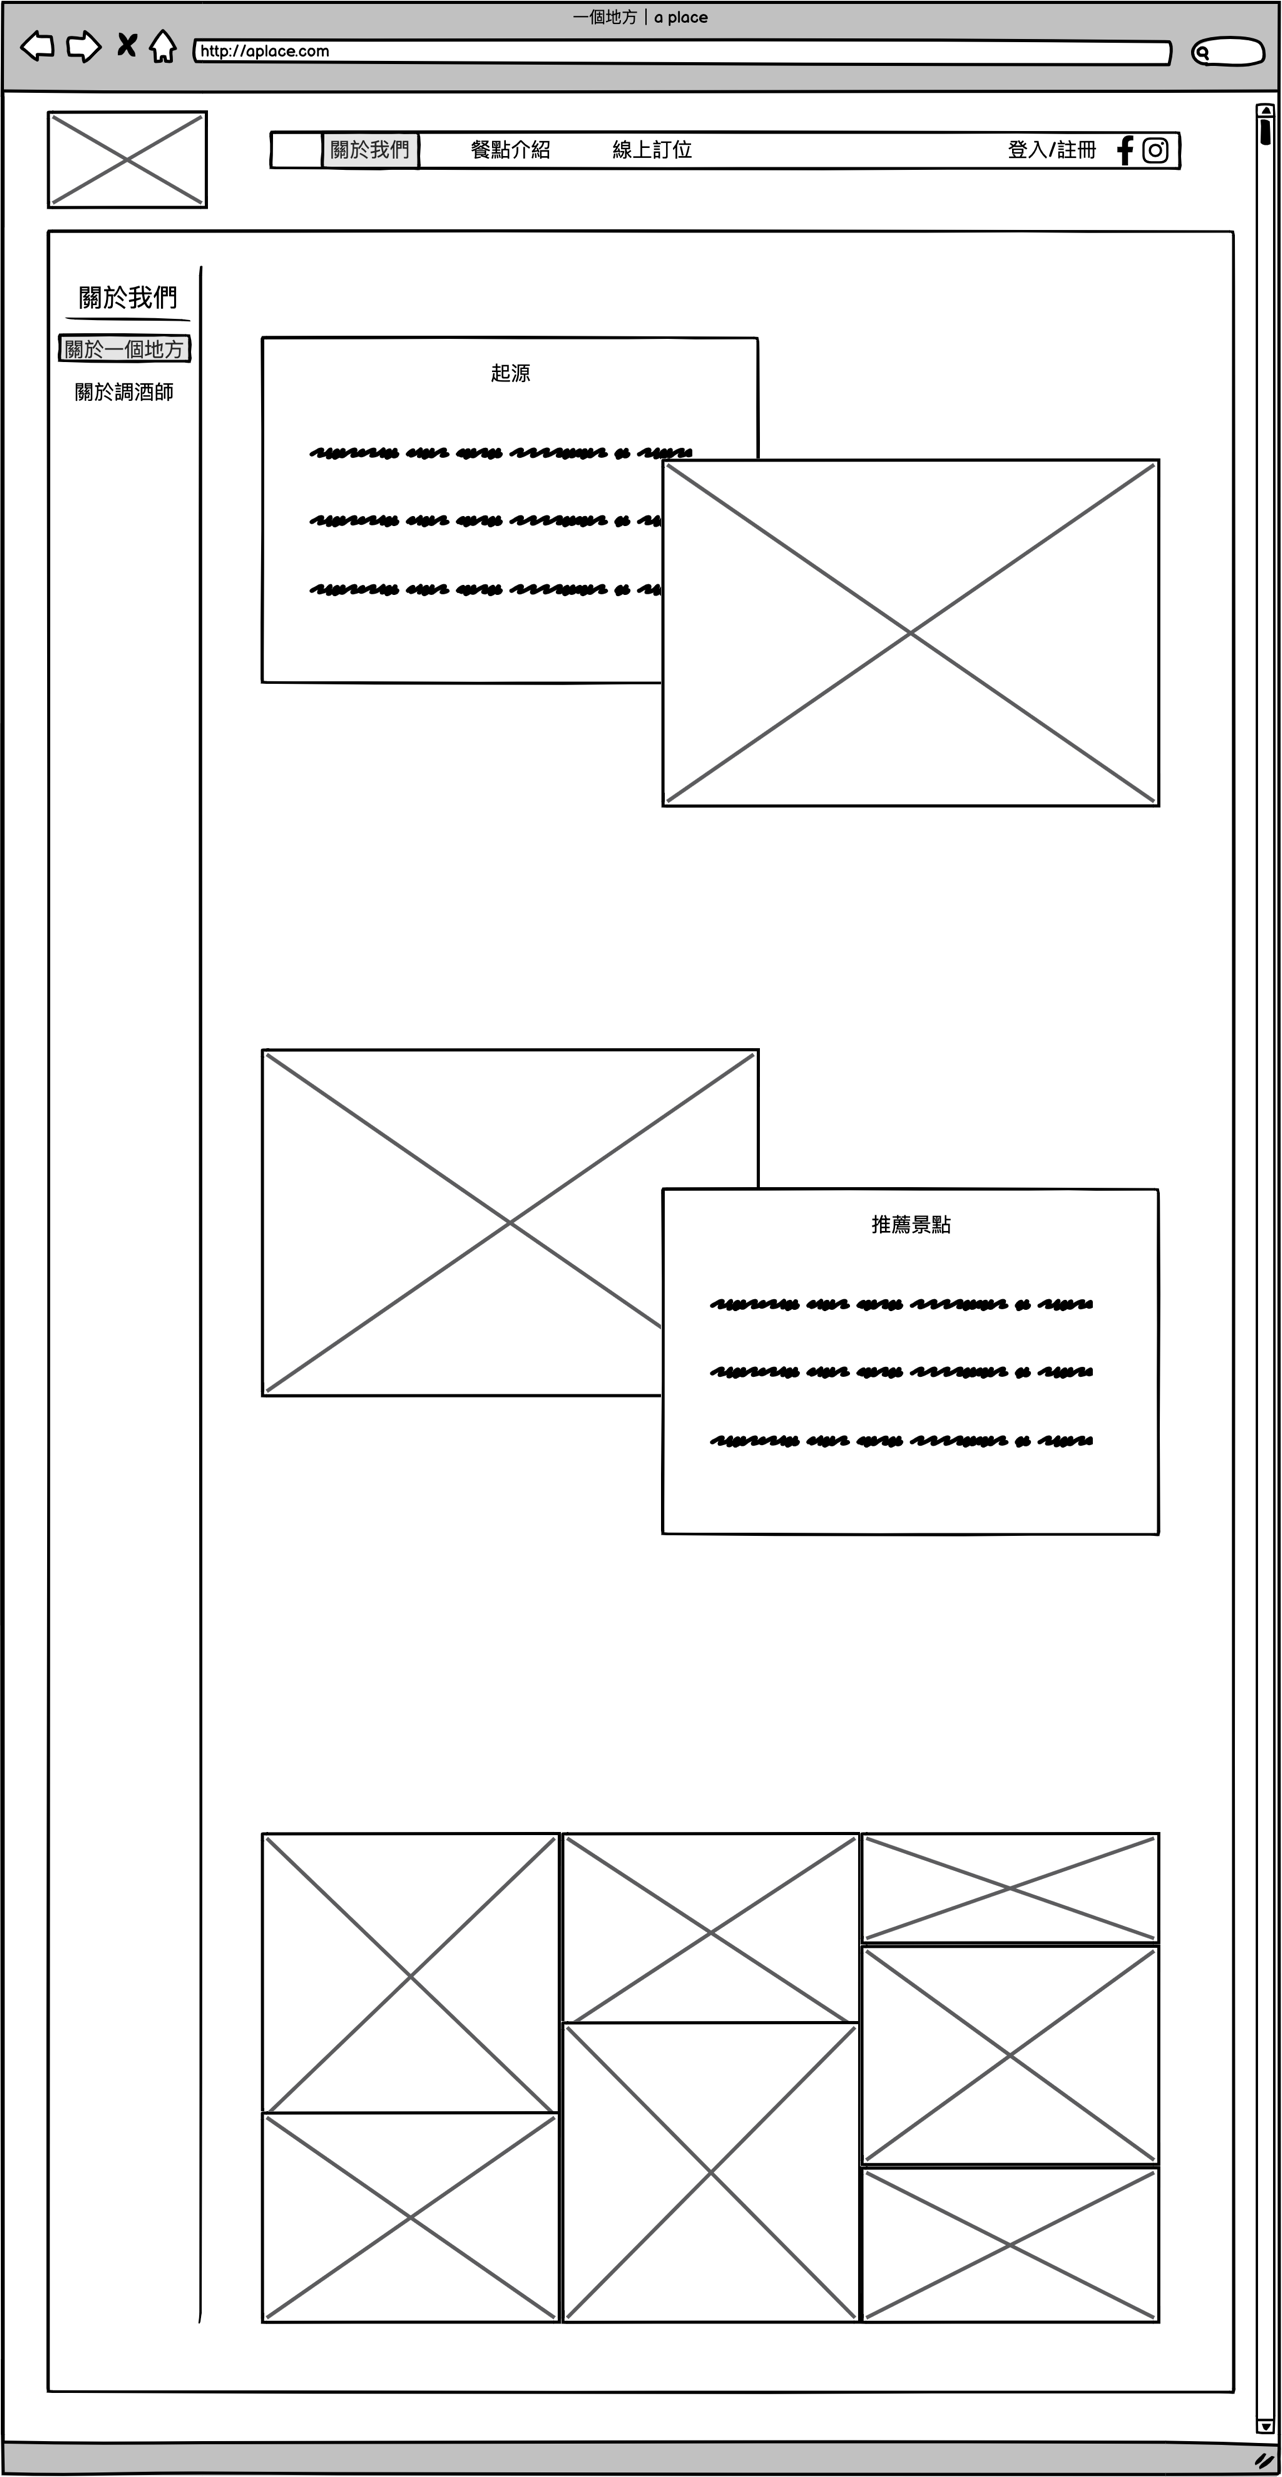 一個地方 | a place
http://aplace.com
關於我們 餐點介紹 線上訂位 登入/註冊
關於我們
關於一個地方
關於調酒師
起源
推薦景點